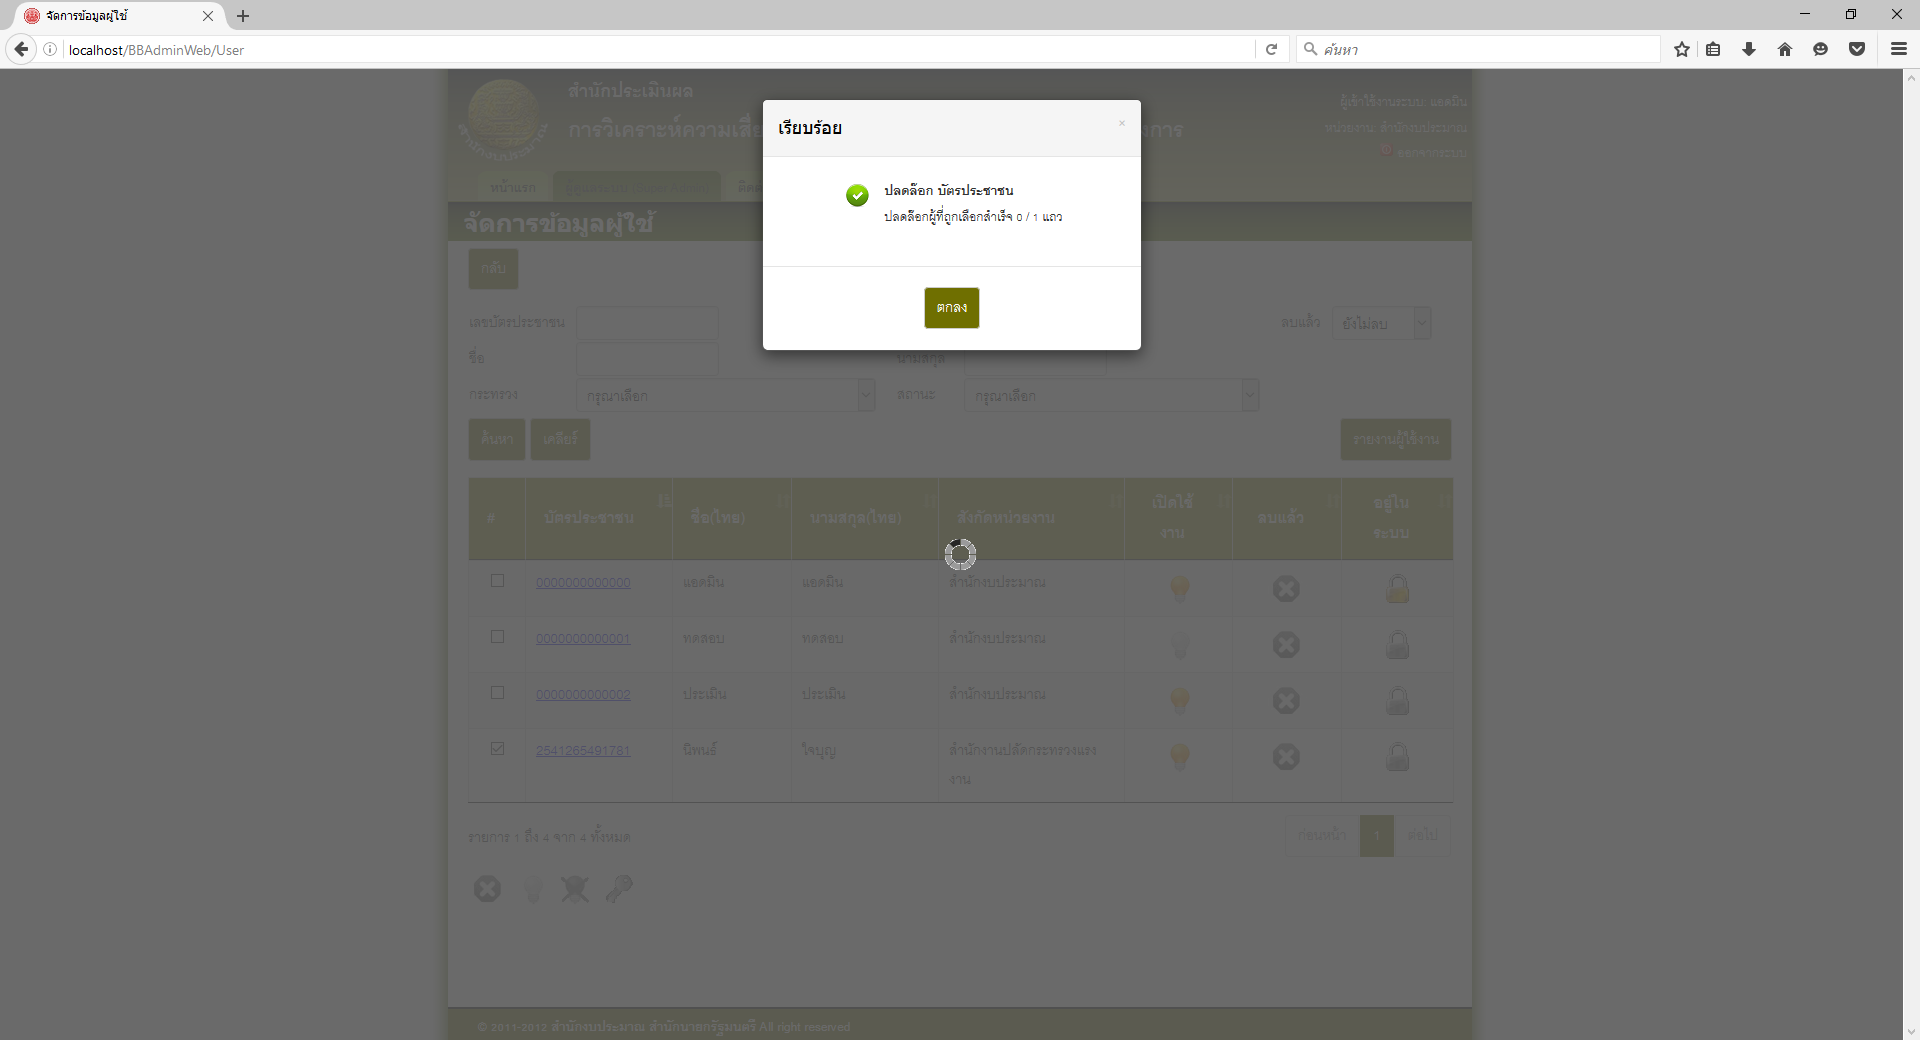 จัดการข้อมูลผู้ใช้
localhost/BBAdminWeb/User
ค้นหา
สำนักประเมินผล
การวิเคราะห์ความเสี่
งการ
ผู้เข้าใช้งานระบบ: แอดมิน
หน่วยงาน: สำนักงบประมาณ
ออกจากระบบ
สำนักงบประมาณ
หน้าแรก
จัดการข้อมูลผู้ใช้
เรียบร้อย
×
ปลดล๊อก บัตรประชาชน
ปลดล๊อกผู้ที่ถูกเลือกสำเร็จ 0 / 1 แถว
ตกลง
กลับ
เลขบัตรประชาชน
ลบแล้ว
ยังไม่ลบ
ชื่อ
นามสกุล
กระทรวง
กรุณาเลือก
สถานะ
กรุณาเลือก
ค้นหา
เคลียร์
รายงานผู้ใช้งาน
# บัตรประชาชน ชื่อ(ไทย) นามสกุล(ไทย) สังกัดหน่วยงาน เปิดใช้งาน ลบแล้ว อยู่ในระบบ
0000000000000 แอดมิน แอดมิน สำนักงบประมาณ
0000000000001 ทดสอบ ทดสอบ สำนักงบประมาณ
0000000000002 ประเมิน ประเมิน สำนักงบประมาณ
2541265491781 นิพนธ์ ใจบุญ สำนักงานปลัดกระทรวงแรง
งาน
รายการ 1 ถึง 4 จาก 4 ทั้งหมด
ก่อนหน้า 1 ต่อไป
© 2011-2012 สำนักงบประมาณ สำนักนายกรัฐมนตรี All right reserved